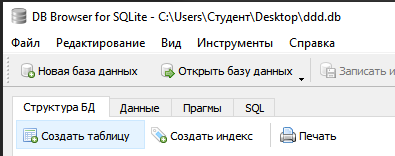 DB Browser for SQLite - C:\Users\Студент\Desktop\ddd.db
Файл Редактирование Вид Инструменты Справка
Новая база данных Открыть базу данных Записать и
Структура БД Данные Прагмы SQL
Создать таблицу Создать индекс Печать